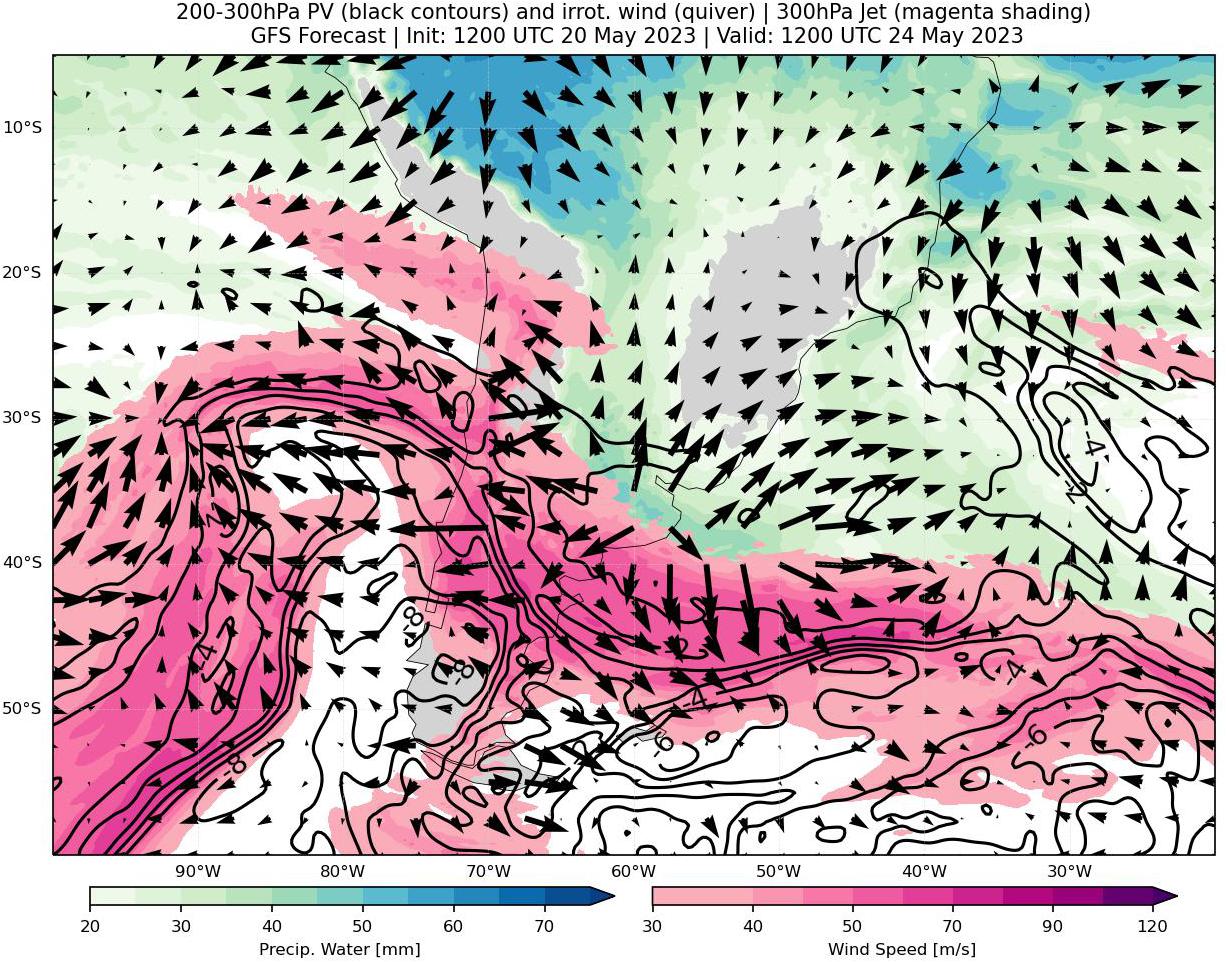 200-300hPa PV (black contours) and irrot. wind (quiver) | 300hPa Jet (magenta shading)
GFS Forecast | Init: 1200 UTC 20 May 2023 | Valid: 1200 UTC 24 May 2023
10°S
20°S
30°S
40°S
50°S
-4
-2
-2
-8
-4
-8
-8
-2
-4
-4
-6
-6
-8
90°W 80°W 70°W 60°W 50°W 40°W 30°W
20 30 40 50 60 70
Precip. Water [mm]
30 40 50 70 90 120
Wind Speed [m/s]